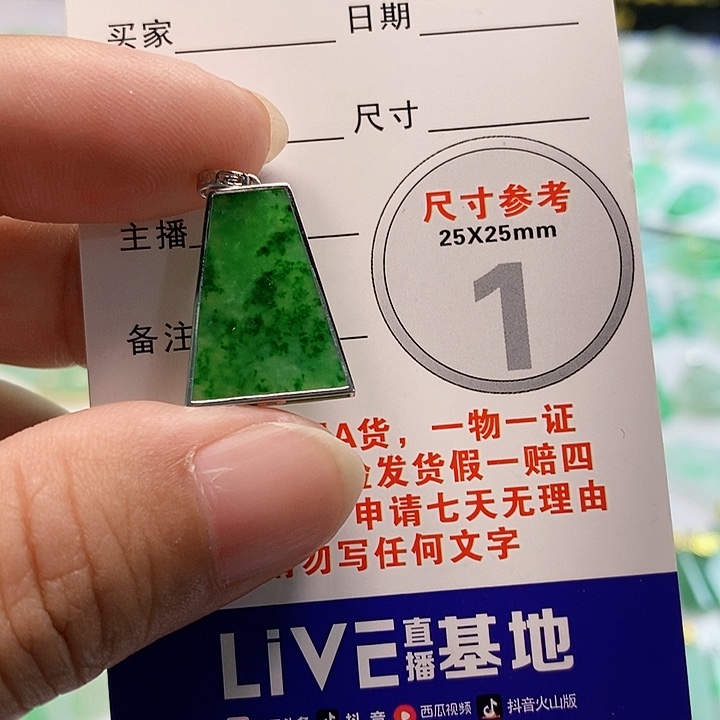 买家 日期
尺寸
主播
尺寸参考
25X25mm
备注
1
A货，一物一证
发货假一赔四
申请七天无理由
勿写任何文字
LiVE直播基地
抖音 西瓜视频 抖音火山版